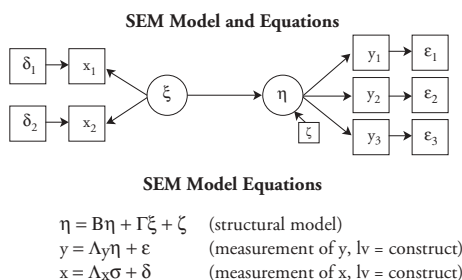 SEM Model and Equations
δ1 x1 ξ η y1 ε1
δ2 x2 y2 ε2
ζ y3 ε3
SEM Model Equations
η = Bη + Γξ + ζ (structural model)
y = Λyη + ε (measurement of y, lv = construct)
x = Λxσ + δ (measurement of x, lv = construct)